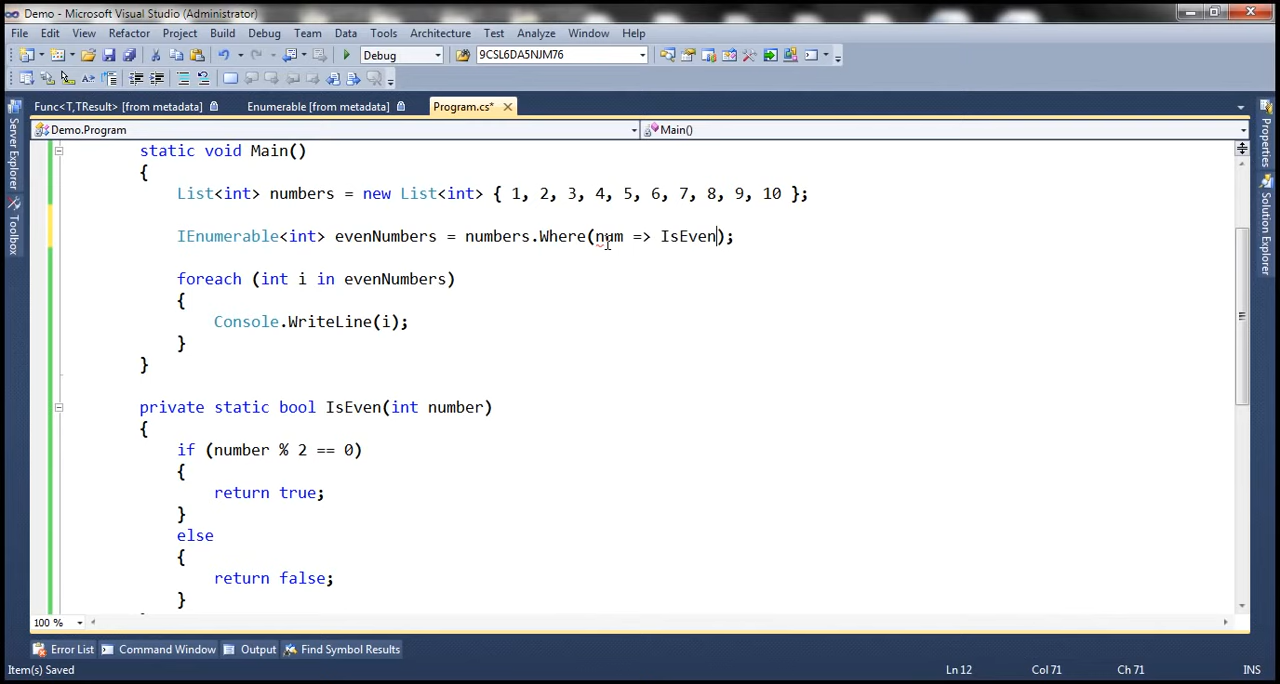 Demo - Microsoft Visual Studio (Administrator)
File Edit View Refactor Project Build Debug Team Data Tools Architecture Test Analyze Window Help
Debug 9CSL6DA5NJM76
Func<T,TResult> [from metadata] Enumerable [from metadata] Program.cs*
Demo.Program Main()
Server Explorer
Toolbox
Properties
Solution Explorer
static void Main()
{
List<int> numbers = new List<int> { 1, 2, 3, 4, 5, 6, 7, 8, 9, 10 };
IEnumerable<int> evenNumbers = numbers.Where(num => IsEven);
foreach (int i in evenNumbers)
{
Console.WriteLine(i);
}
}
private static bool IsEven(int number)
{
if (number % 2 == 0)
{
return true;
}
else
{
return false;
}
100 %
Error List Command Window Output Find Symbol Results
Item(s) Saved Ln 12 Col 71 Ch 71 INS